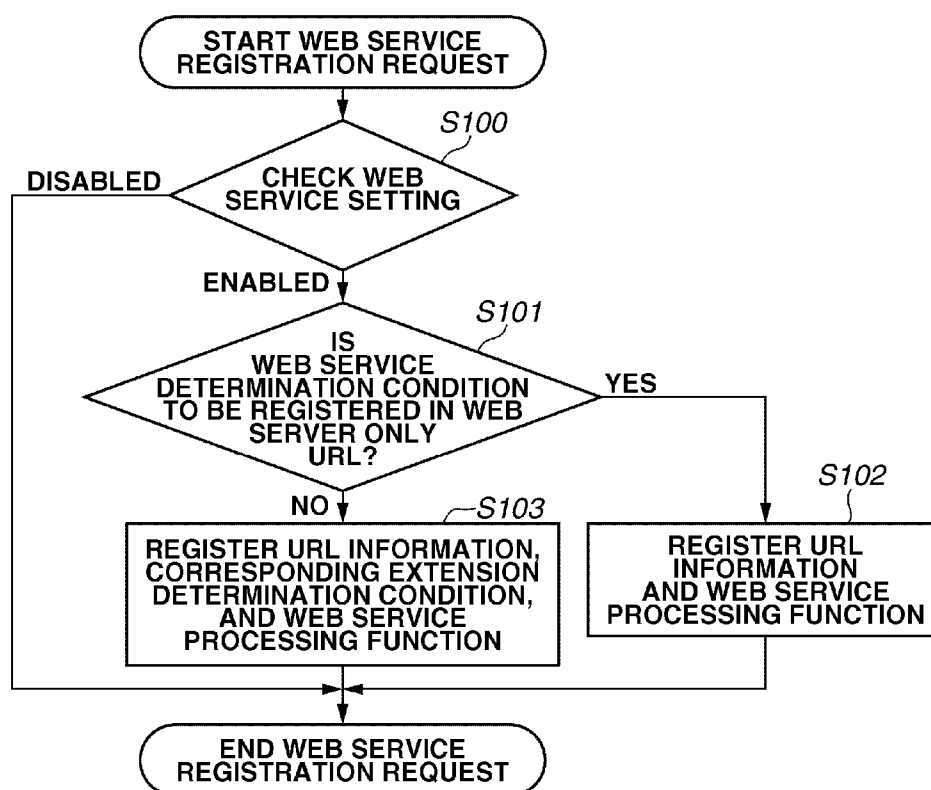 START WEB SERVICE
REGISTRATION REQUEST
S100
DISABLED
CHECK WEB
SERVICE SETTING
ENABLED
S101
IS
WEB SERVICE
DETERMINATION CONDITION
TO BE REGISTERED IN WEB
SERVER ONLY
URL?
YES
NO
S103
S102
REGISTER URL INFORMATION,
CORRESPONDING EXTENSION
DETERMINATION CONDITION,
AND WEB SERVICE
PROCESSING FUNCTION
REGISTER URL
INFORMATION
AND WEB SERVICE
PROCESSING FUNCTION
END WEB SERVICE
REGISTRATION REQUEST